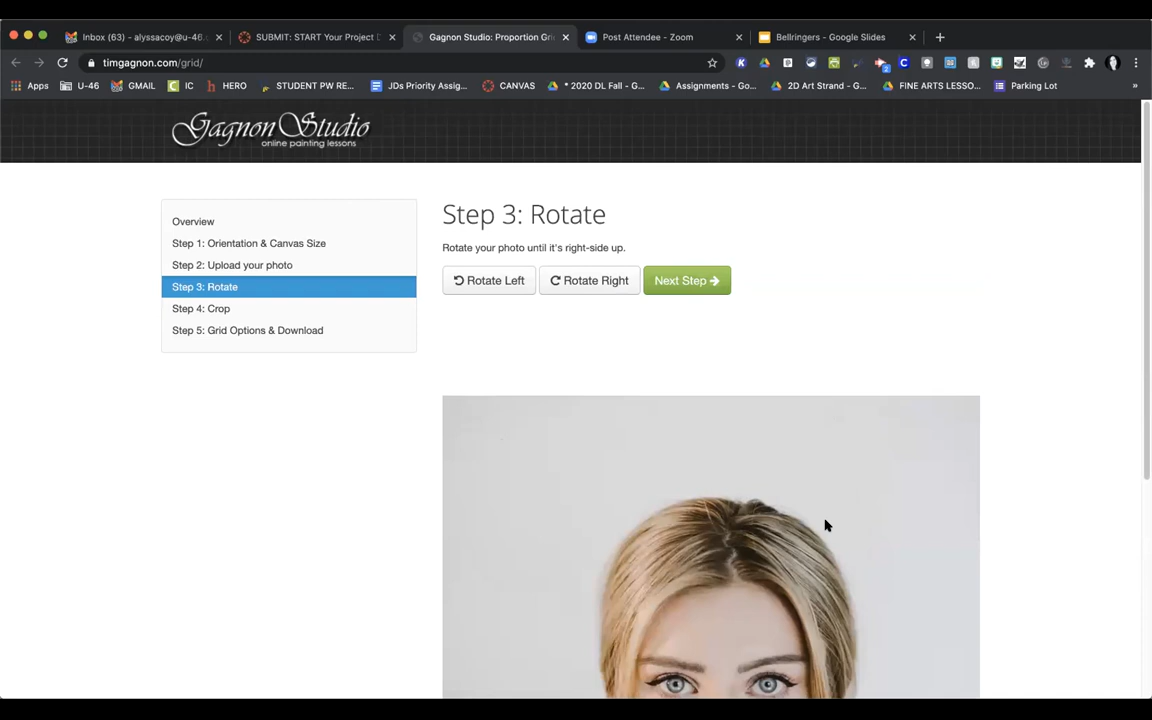 Inbox (63) - alyssacoy@u-46. SUBMIT: START Your Project Gagnon Studio: Proportion Gri Post Attendee - Zoom Bellringers - Google Slides
timgagnon.com/grid/
Apps U-46 GMAIL IC HERO STUDENT PW RE... JDs Priority Assig... CANVAS * 2020 DL Fall - G... Assignments - Go... 2D Art Strand - G... FINE ARTS LESSO... Parking Lot »
Gagnon Studio
online painting lessons
Overview
Step 1: Orientation & Canvas Size
Step 2: Upload your photo
Step 3: Rotate
Step 4: Crop
Step 5: Grid Options & Download
Step 3: Rotate
Rotate your photo until it's right-side up.
Rotate Left Rotate Right Next Step